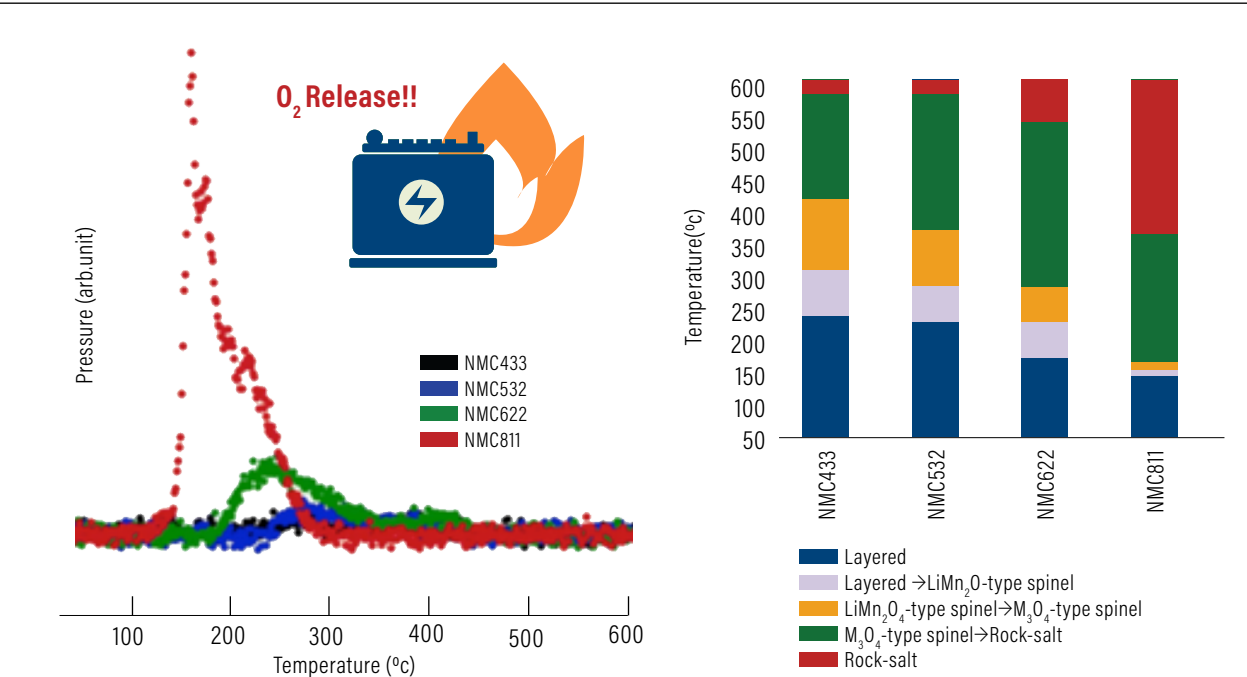 O₂ Release!!
Pressure (arb.unit)
NMC433
NMC532
NMC622
NMC811
100 200 300 400 500 600
Temperature (ºc)
Temperature(ºc)
600
550
500
450
400
350
300
250
200
150
100
50
NMC433
NMC532
NMC622
NMC811
Layered
Layered →LiMn₂O-type spinel
LiMn₂O₄-type spinel→M₃O₄-type spinel
M₃O₄-type spinel→Rock-salt
Rock-salt